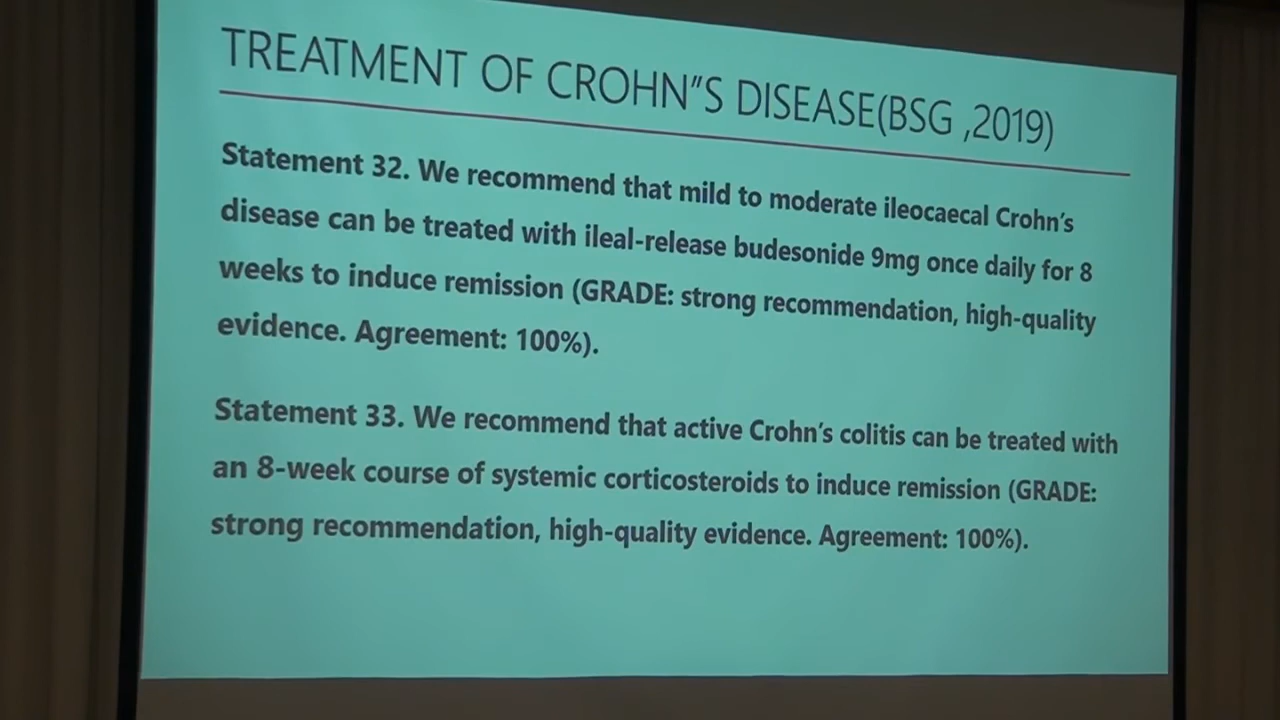 TREATMENT OF CROHN"S DISEASE(BSG ,2019)
Statement 32. We recommend that mild to moderate ileocaecal Crohn's
disease can be treated with ileal-release budesonide 9mg once daily for 8
weeks to induce remission (GRADE: strong recommendation, high-quality
evidence. Agreement: 100%).
Statement 33. We recommend that active Crohn's colitis can be treated with
an 8-week course of systemic corticosteroids to induce remission (GRADE:
strong recommendation, high-quality evidence. Agreement: 100%).